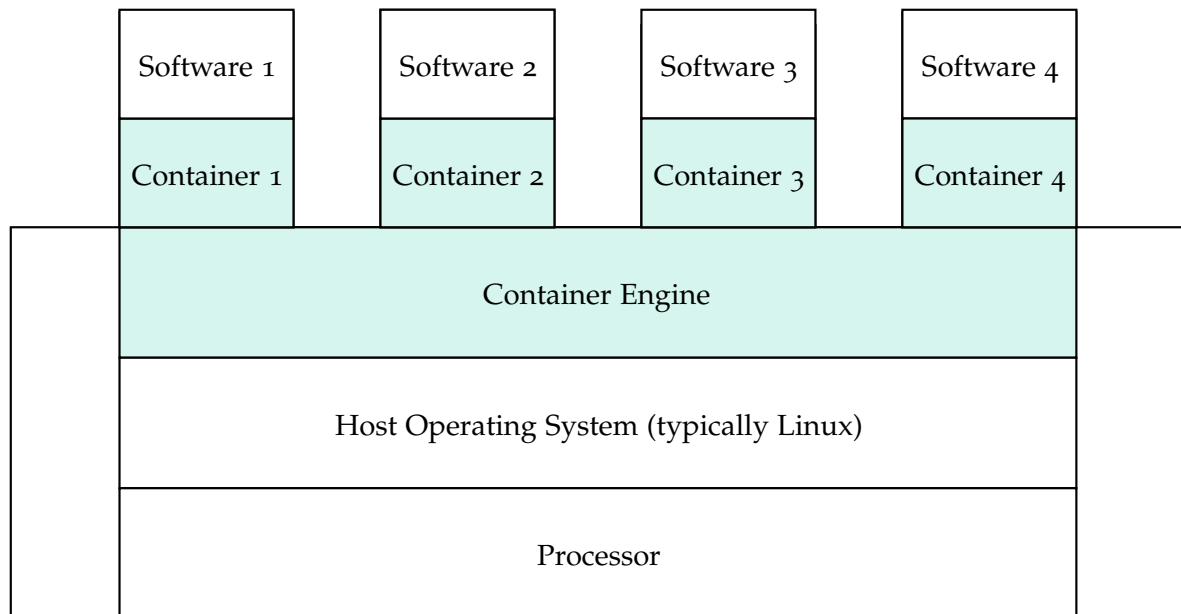 Software 1 Software 2 Software 3 Software 4
Container 1 Container 2 Container 3 Container 4
Container Engine
Host Operating System (typically Linux)
Processor